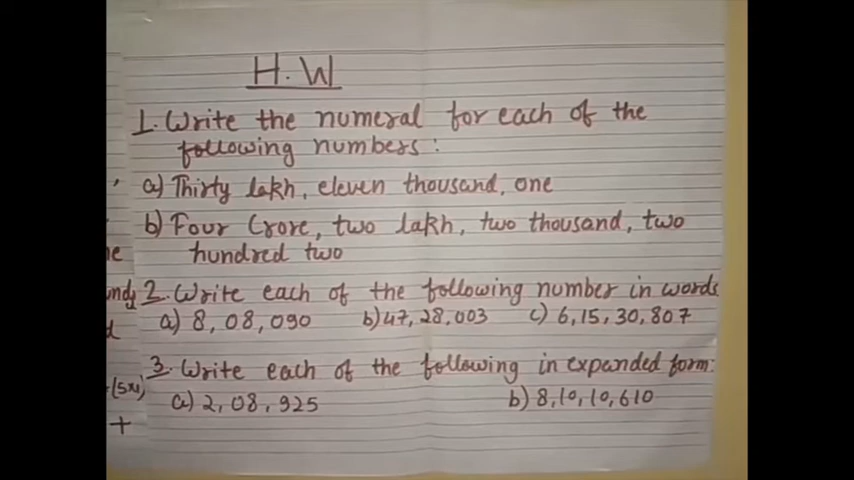 H.W
1. Write the numeral for each of the
following numbers:
a) Thirty lakh, eleven thousand, one
b) Four Crore, two lakh, two thousand, two
hundred two
2. Write each of the following number in words
a) 8,08,090 b) 47,28,003 c) 6,15,30,807
3. Write each of the following in expanded form:
a) 2,08,925 b) 8,10,10,610